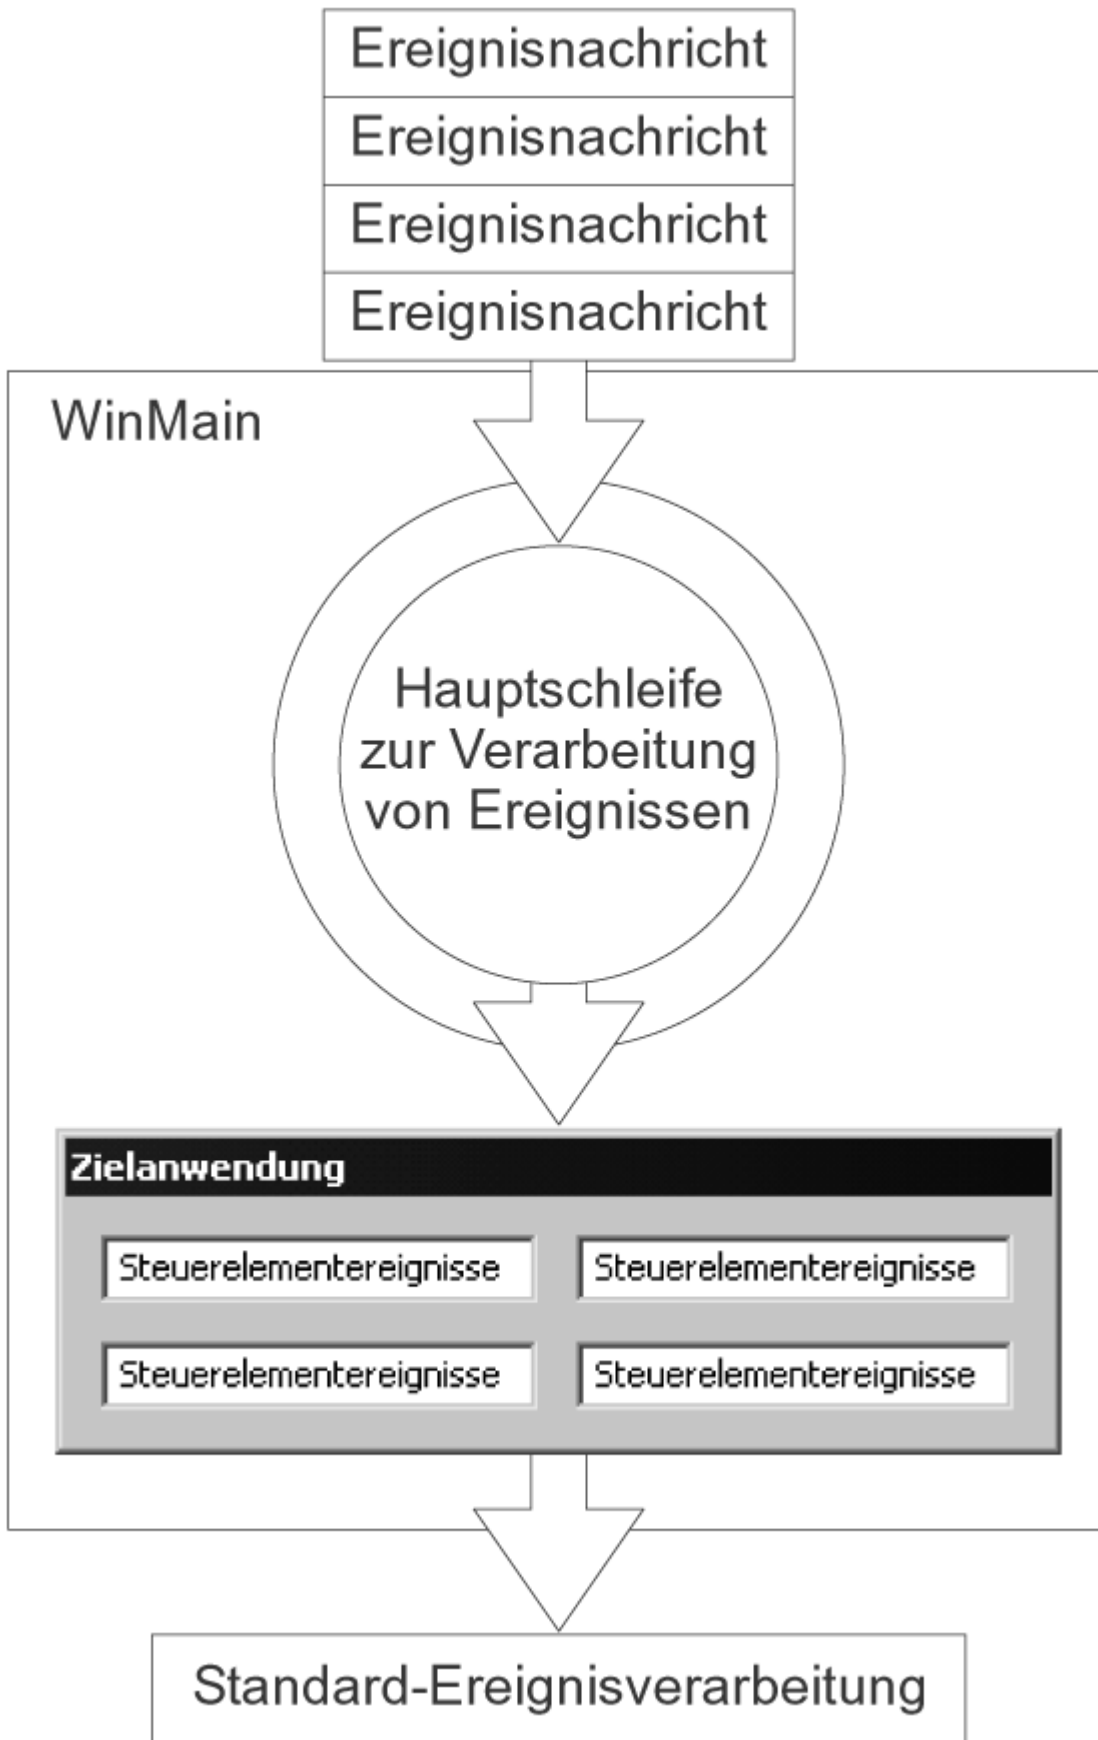 Ereignisnachricht
Ereignisnachricht
Ereignisnachricht
Ereignisnachricht
WinMain
Hauptschleife
zur Verarbeitung
von Ereignissen
Zielanwendung
Steuerelementereignisse
Steuerelementereignisse
Steuerelementereignisse
Steuerelementereignisse
Standard-Ereignisverarbeitung